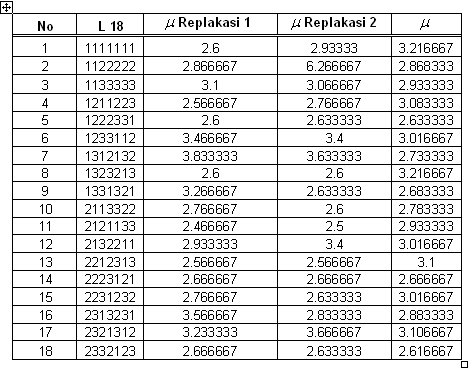 No L 18 μ Replakasi 1 μ Replakasi 2 μ
1 1111111 2.6 2.93333 3.216667
2 1122222 2.866667 6.266667 2.868333
3 1133333 3.1 3.066667 2.933333
4 1211223 2.566667 2.766667 3.083333
5 1222331 2.6 2.633333 2.633333
6 1233112 3.466667 3.4 3.016667
7 1312132 3.833333 3.633333 2.733333
8 1323213 2.6 2.6 3.216667
9 1331321 3.266667 2.633333 2.683333
10 2113322 2.766667 2.6 2.783333
11 2121133 2.466667 2.5 2.933333
12 2132211 2.933333 3.4 3.016667
13 2212313 2.566667 2.566667 3.1
14 2223121 2.666667 2.666667 2.666667
15 2231232 2.766667 2.633333 3.016667
16 2313231 3.566667 2.833333 2.883333
17 2321312 3.233333 3.666667 3.106667
18 2332123 2.666667 2.633333 2.616667